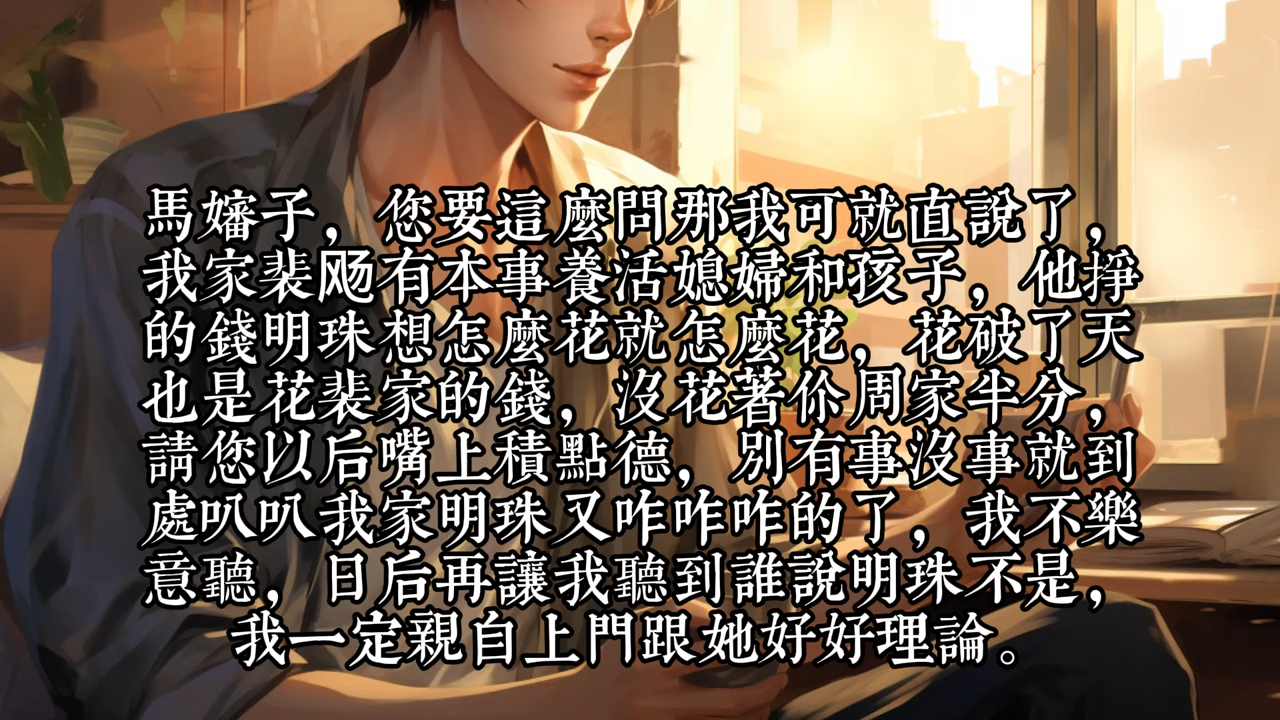 馬嬸子，您要這麼問那我可就直說了，
我家裴飏有本事養活媳婦和孩子，他掙
的錢明珠想怎麼花就怎麼花，花破了天
也是花裴家的錢，沒花著伱周家半分，
請您以后嘴上積點德，別有事沒事就到
處叭叭我家明珠又咋咋咋的了，我不樂
意聽，日后再讓我聽到誰說明珠不是，
我一定親自上門跟她好好理論。